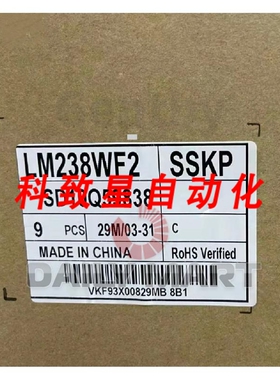 LM238WF2 SSKP
科致星自动化
9 PCS 29M/03-31 C
MADE IN CHINA RoHS Verified
VKF93X00829MB 8B1